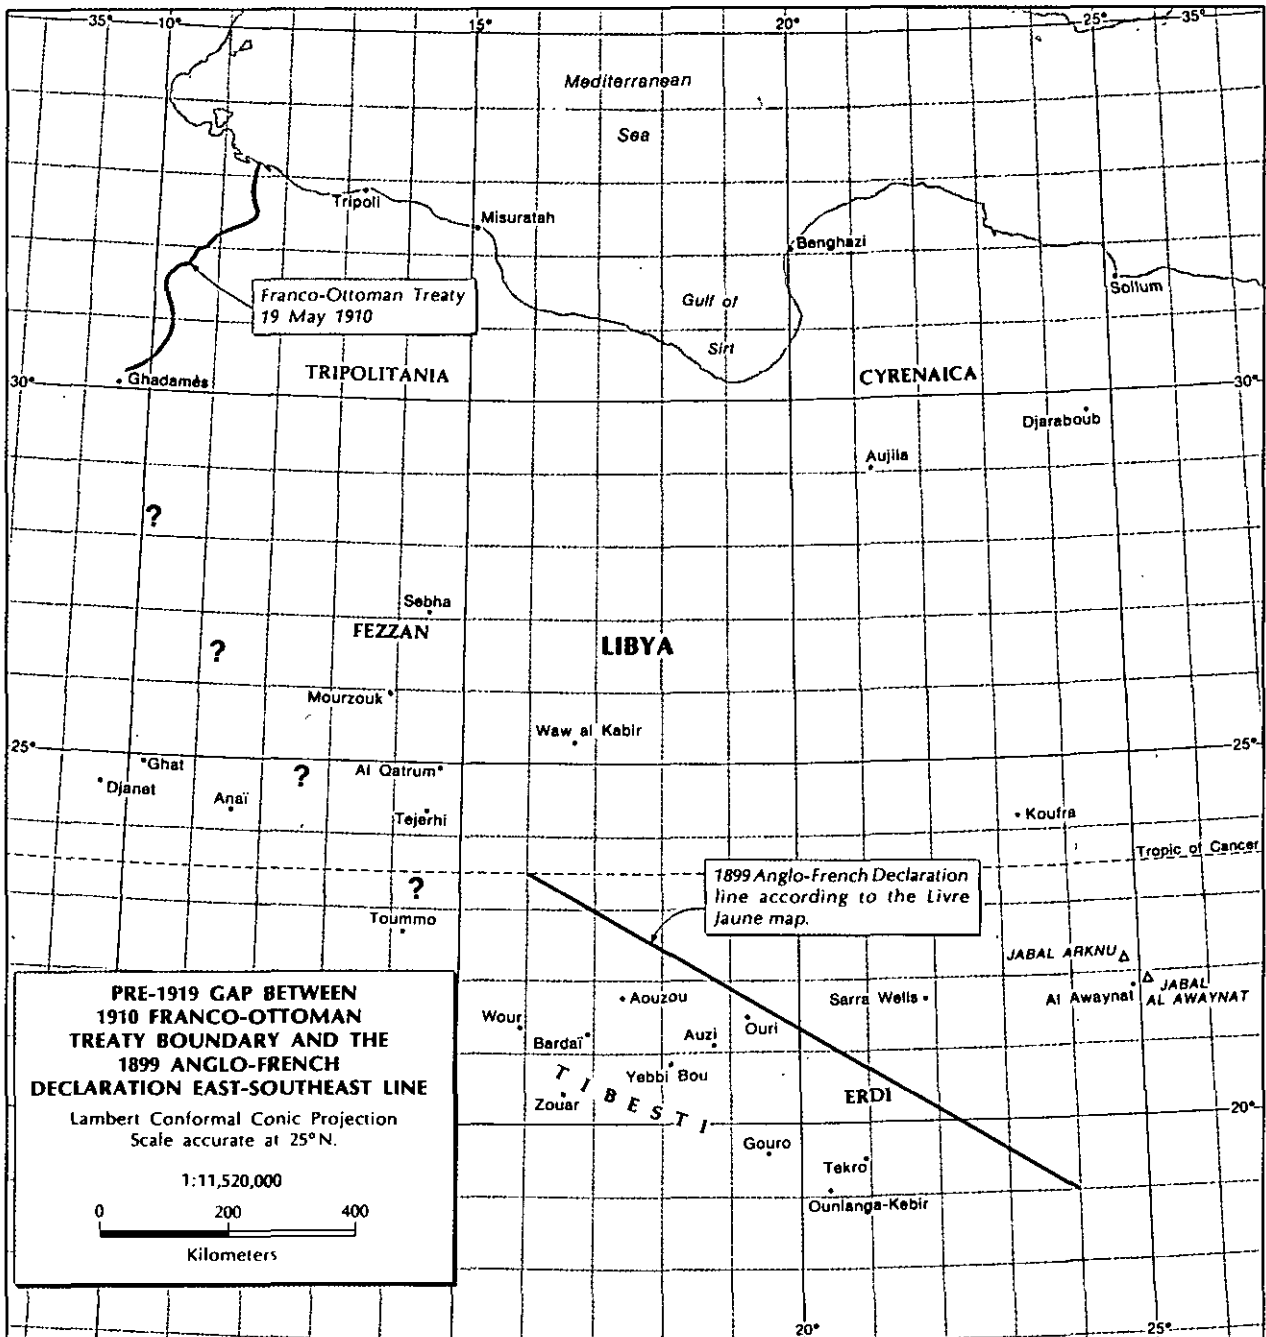 35° 10° 15° 20° 25° 35°
Mediterranean
Sea
Tripoli
Misuratah
Benghazi
Sollum
Franco-Ottoman Treaty
19 May 1910
Gulf of
Sirt
30° Ghadamès
TRIPOLITANIA
CYRENAICA
30°
Djaraboub
Aujila
?
Sebha
FEZZAN
LIBYA
?
Mourzouk
Waw al Kabir
25°
25°
Ghat
Djanet
Anaï
?
Al Qatrum
Tejerhi
Koufra
Tropic of Cancer
?
Toummo
1899 Anglo-French Declaration
line according to the Livre
Jaune map.
JABAL ARKNU
Al Awaynat
JABAL
AL AWAYNAT
Aouzou
Sarra Wells
Wour
Bardaï
Auzi
Ouri
Yebbi Bou
Zouar
TIBESTI
ERDI
20°
Gouro
Tekro
Ounianga-Kebir
PRE-1919 GAP BETWEEN
1910 FRANCO-OTTOMAN
TREATY BOUNDARY AND THE
1899 ANGLO-FRENCH
DECLARATION EAST-SOUTHEAST LINE
Lambert Conformal Conic Projection
Scale accurate at 25°N.
1:11,520,000
0 200 400
Kilometers
20° 25°